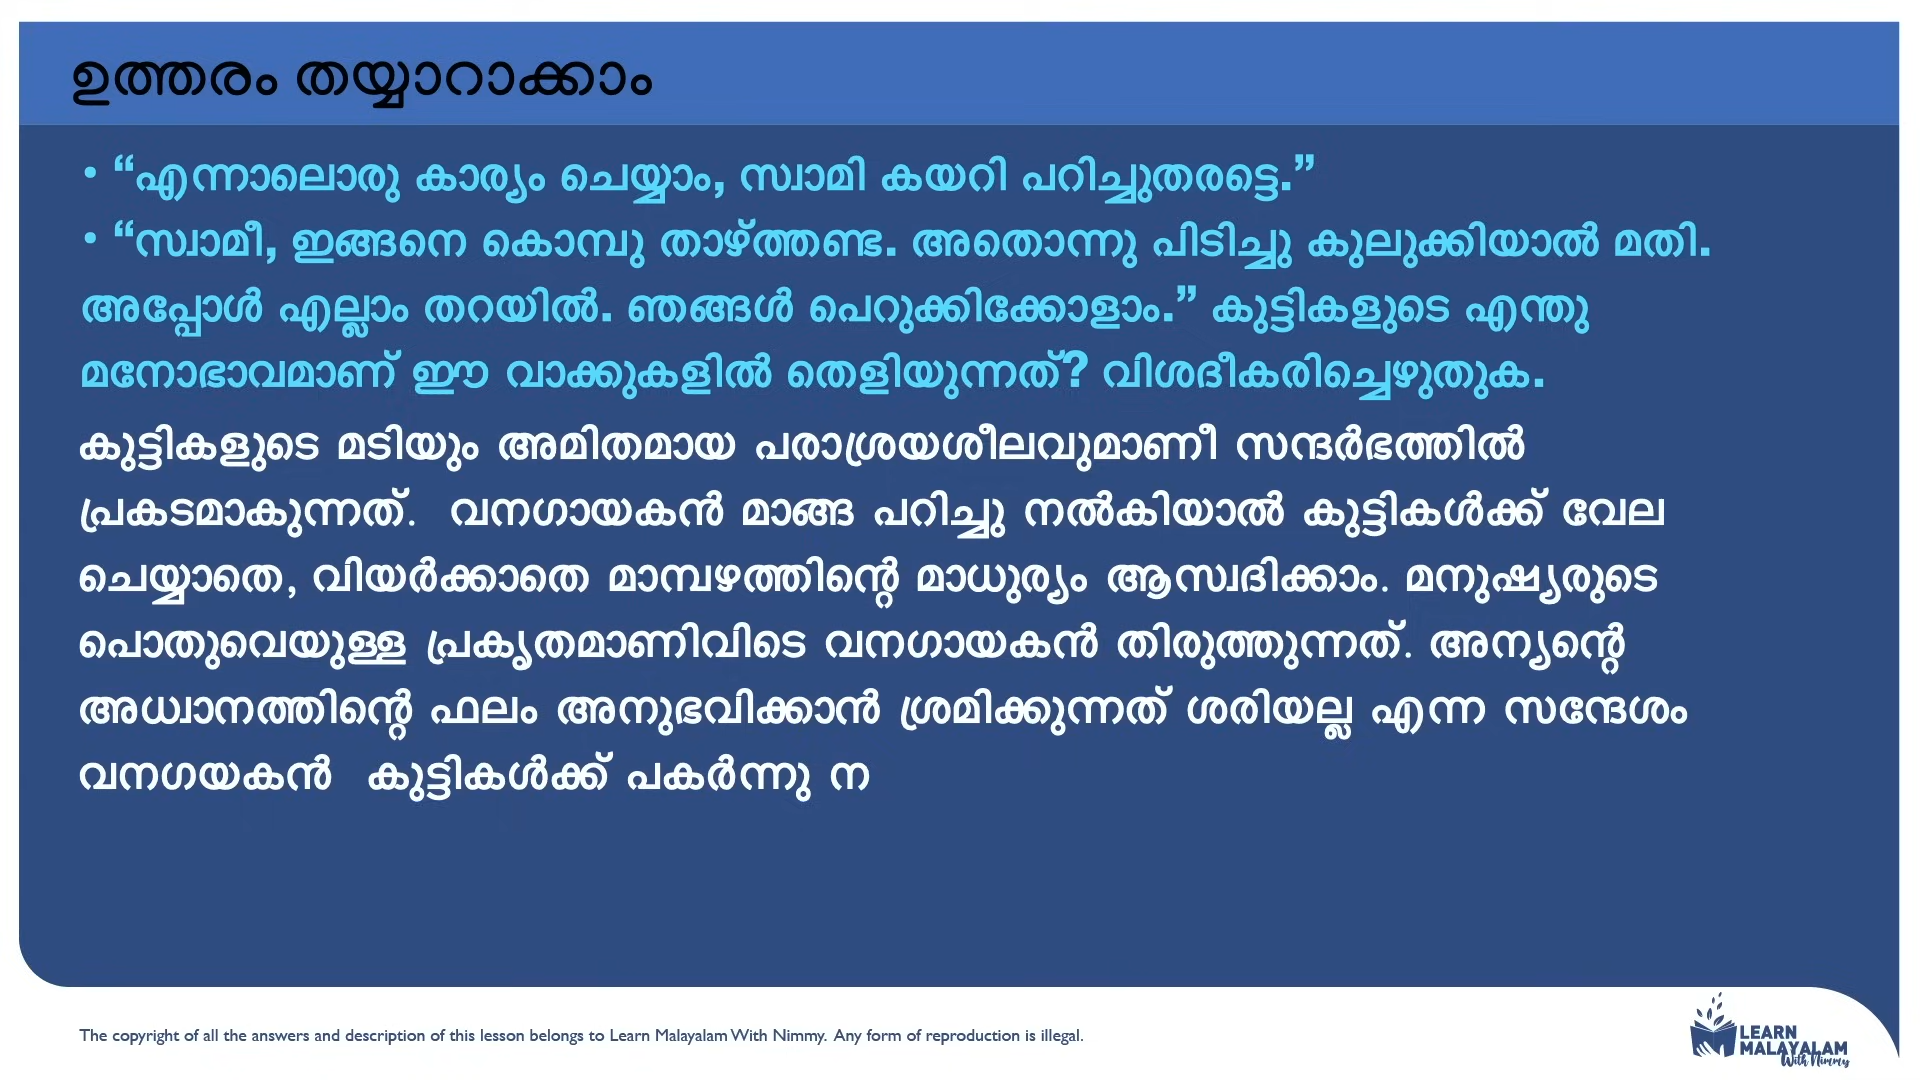 ഉത്തരം തയ്യാറാക്കാം
• “എന്നാലൊരു കാര്യം ചെയ്യാം, സ്വാമി കയറി പറിച്ചുതരട്ടെ.”
• “സ്വാമീ, ഇങ്ങനെ കൊമ്പു താഴ്ത്തണ്ട. അതൊന്നു പിടിച്ചു കുലുക്കിയാൽ മതി.
അപ്പോൾ എല്ലാം തറയിൽ. ഞങ്ങൾ പെറുക്കിക്കോളാം.” കുട്ടികളുടെ എന്തു
മനോഭാവമാണ് ഈ വാക്കുകളിൽ തെളിയുന്നത്? വിശദീകരിച്ചെഴുതുക.
കുട്ടികളുടെ മടിയും അമിതമായ പരാശ്രയശീലവുമാണീ സന്ദർഭത്തിൽ
പ്രകടമാകുന്നത്. വനഗായകൻ മാങ്ങ പറിച്ചു നൽകിയാൽ കുട്ടികൾക്ക് വേല
ചെയ്യാതെ, വിയർക്കാതെ മാമ്പഴത്തിന്റെ മാധുര്യം ആസ്വദിക്കാം. മനുഷ്യരുടെ
പൊതുവെയുള്ള പ്രകൃതമാണിവിടെ വനഗായകൻ തിരുത്തുന്നത്. അന്യന്റെ
അധ്വാനത്തിന്റെ ഫലം അനുഭവിക്കാൻ ശ്രമിക്കുന്നത് ശരിയല്ല എന്ന സന്ദേശം
വനഗയകൻ കുട്ടികൾക്ക് പകർന്നു ന
The copyright of all the answers and description of this lesson belongs to Learn Malayalam With Nimmy. Any form of reproduction is illegal.
LEARN
MALAYALAM
With Nimmy